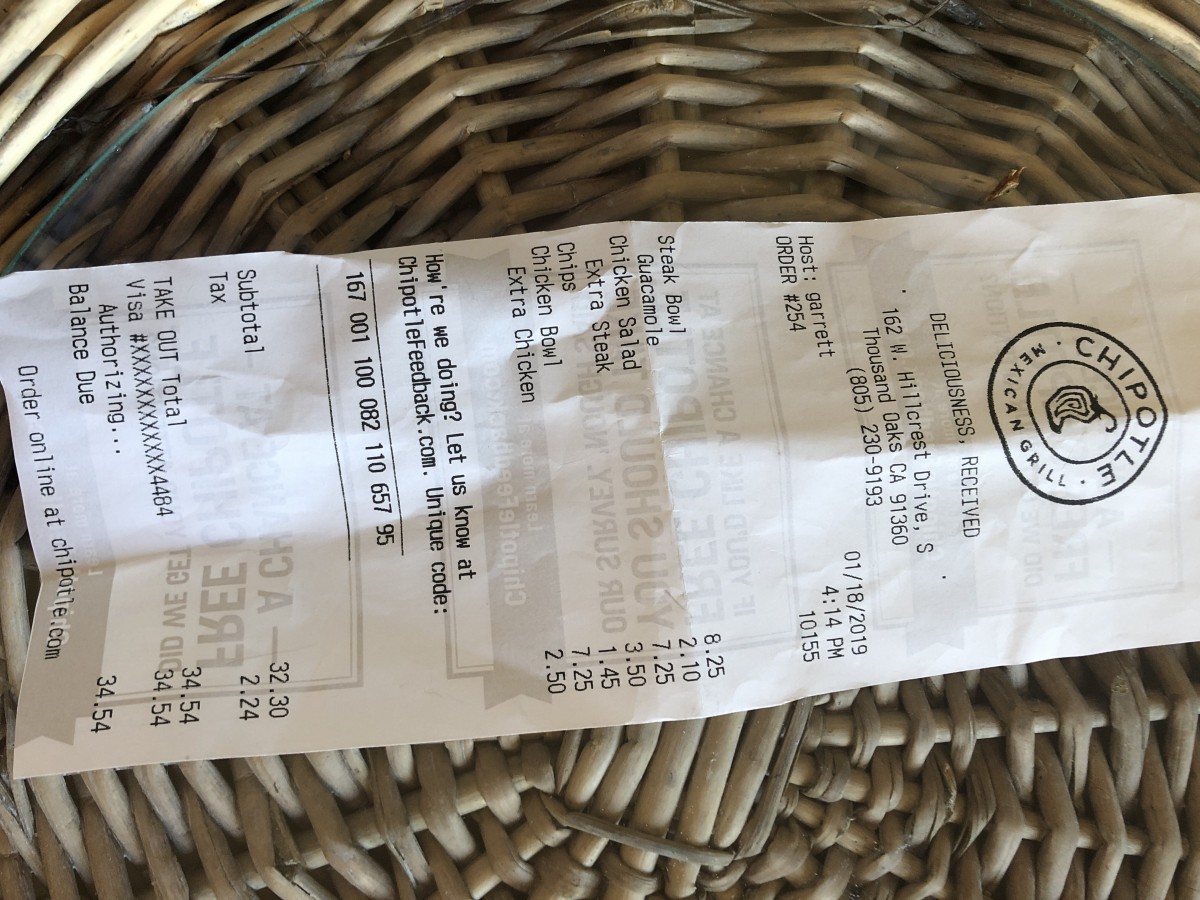 CHIPOTLE
MEXICAN GRILL
DELICIOUSNESS, RECEIVED
162 W. Hillcrest Drive, S
Thousand Oaks CA 91360
(805) 230-9193
01/18/2019
Host: garrett 4:14 PM
ORDER #254 10155
Steak Bowl 8.25
Guacamole 2.10
Chicken Salad 7.25
Extra Steak 3.50
Chips 1.45
Chicken Bowl 7.25
Extra Chicken 2.50
How're we doing? Let us know at
ChipotleFeedback.com. Unique code:
167 001 100 082 110 657 95
Subtotal 32.30
Tax 2.24
TAKE OUT Total 34.54
Visa #XXXXXXXXXXXX4484 34.54
Authorizing...
Balance Due 34.54
Order online at chipotle.com